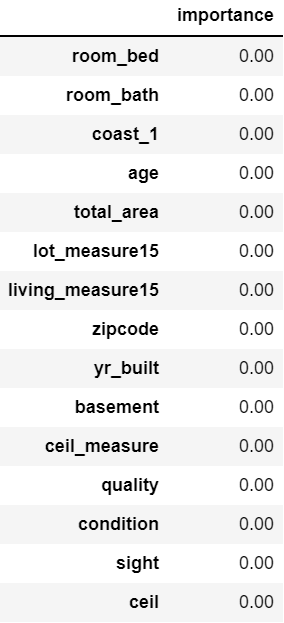 importance
room_bed 0.00
room_bath 0.00
coast_1 0.00
age 0.00
total_area 0.00
lot_measure15 0.00
living_measure15 0.00
zipcode 0.00
yr_built 0.00
basement 0.00
ceil_measure 0.00
quality 0.00
condition 0.00
sight 0.00
ceil 0.00